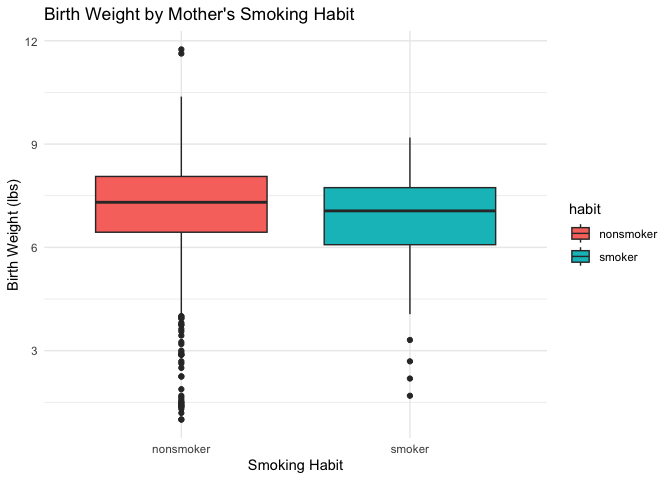 Birth Weight by Mother's Smoking Habit
12
9
6
3
Birth Weight (lbs)
nonsmoker
smoker
Smoking Habit
habit
nonsmoker
smoker